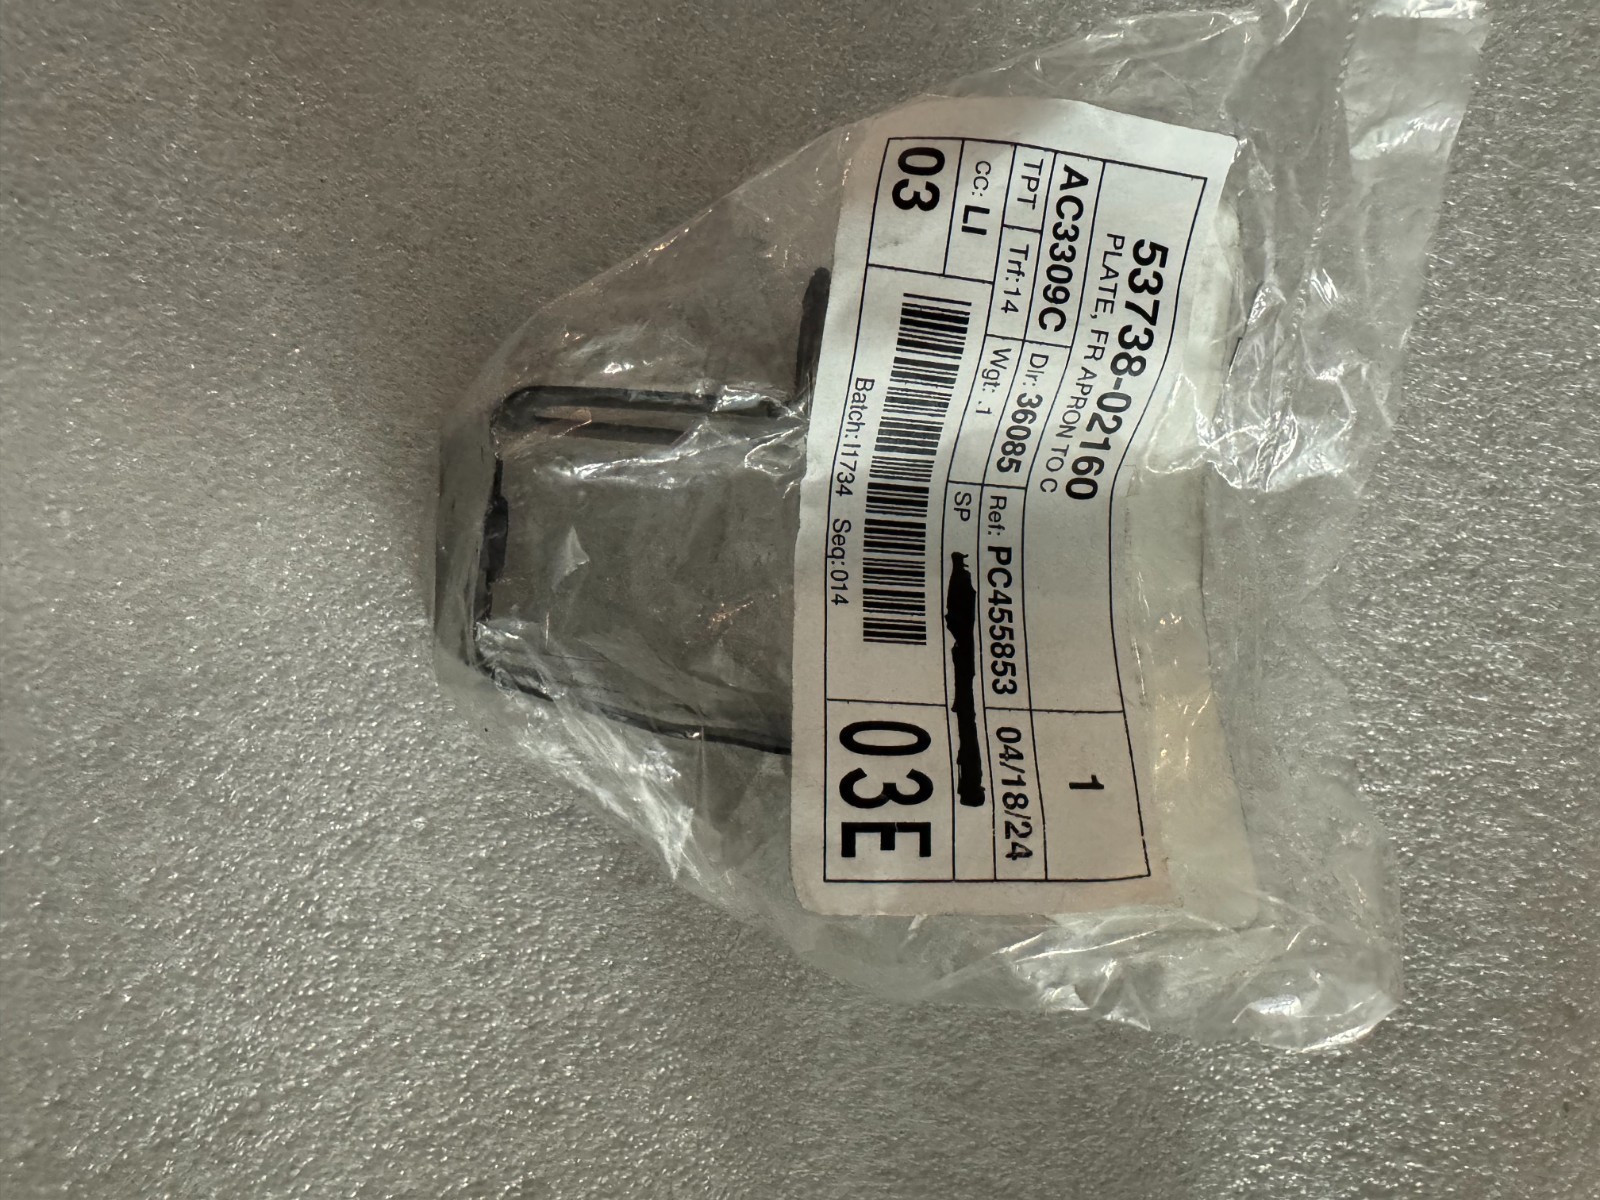 53738-02160
PLATE, FR APRON TO C
1
AC3309C Dlr: 36085 Ref: PC455853 04/18/24
TPT Trf: 14 Wgt: .1 SP
CC: LI
03
Batch: I1734 Seq: 014
03E